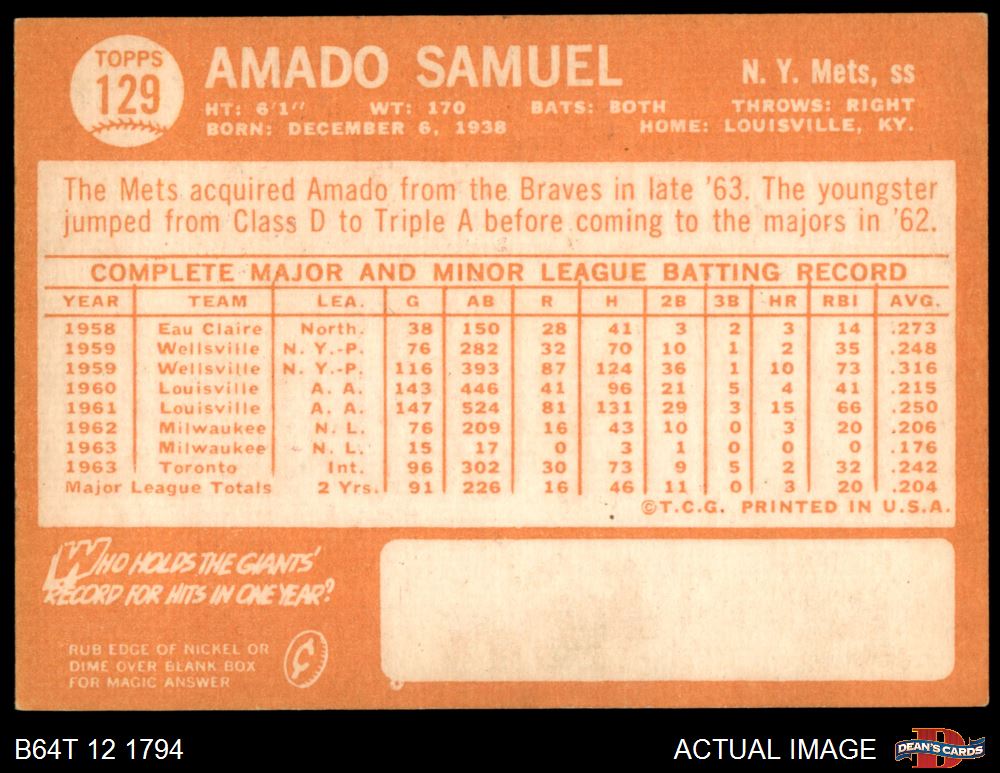 TOPPS
129
AMADO SAMUEL
N. Y. Mets, ss
HT: 6'1" WT: 170 BATS: BOTH THROWS: RIGHT
BORN: DECEMBER 6, 1938 HOME: LOUISVILLE, KY.
The Mets acquired Amado from the Braves in late '63. The youngster
jumped from Class D to Triple A before coming to the majors in '62.
COMPLETE MAJOR AND MINOR LEAGUE BATTING RECORD
YEAR TEAM LEA. G AB R H 2B 3B HR RBI AVG.
1958 Eau Claire North. 38 150 28 41 3 2 3 14 .273
1959 Wellsville N. Y.-P. 76 282 32 70 10 1 2 35 .248
1959 Wellsville N. Y.-P. 116 393 87 124 36 1 10 73 .316
1960 Louisville A. A. 143 446 41 96 21 5 4 41 .215
1961 Louisville A. A. 147 524 81 131 29 3 15 66 .250
1962 Milwaukee N. L. 76 209 16 43 10 0 3 20 .206
1963 Milwaukee N. L. 15 17 0 3 1 0 0 0 .176
1963 Toronto Int. 96 302 30 73 9 5 2 32 .242
Major League Totals 2 Yrs. 91 226 16 46 11 0 3 20 .204
©T.C.G. PRINTED IN U.S.A.
WHO HOLDS THE GIANTS'
RECORD FOR HITS IN ONE YEAR?
RUB EDGE OF NICKEL OR
DIME OVER BLANK BOX
FOR MAGIC ANSWER
¢
B64T 12 1794
ACTUAL IMAGE
D
DEAN'S CARDS